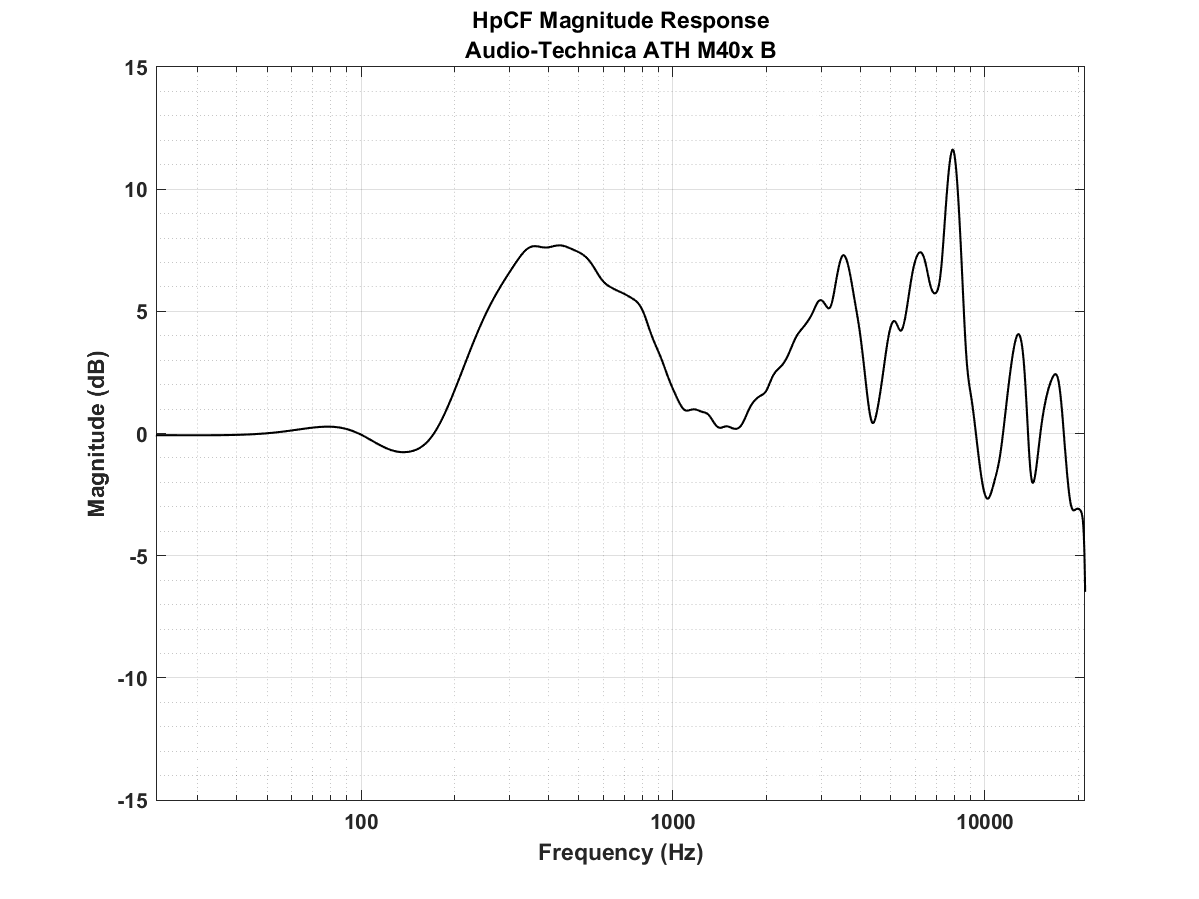 HpCF Magnitude Response
Audio-Technica ATH M40x B
15
10
5
0
-5
-10
-15
Magnitude (dB)
100
1000
10000
Frequency (Hz)